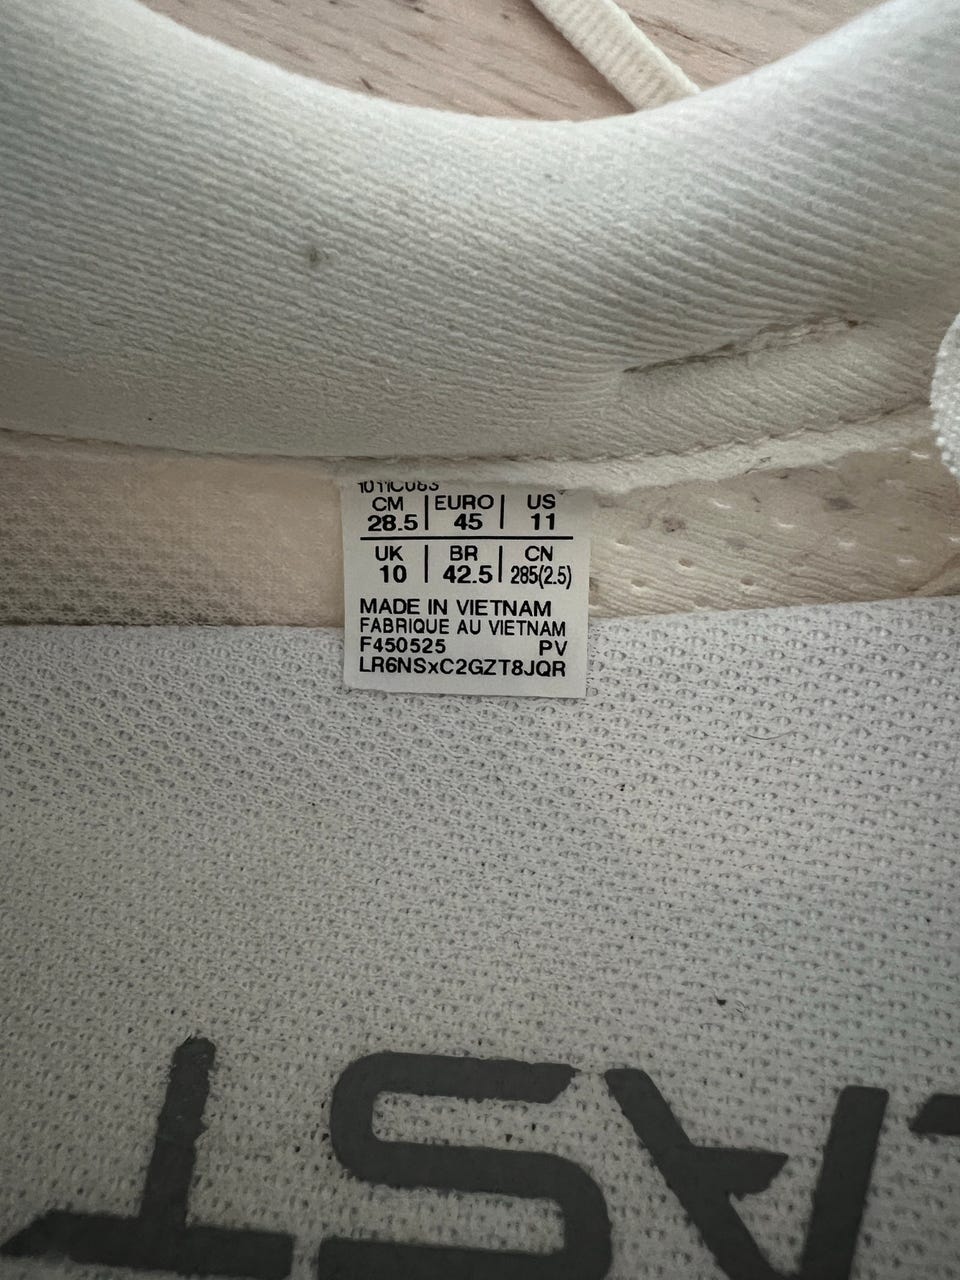 CM | EURO | US
28.5 | 45 | 11
UK | BR | CN
10 | 42.5 | 285(2.5)
MADE IN VIETNAM
FABRIQUE AU VIETNAM
F450525 PV
LR6NSxC2GZT8JQR
LAST